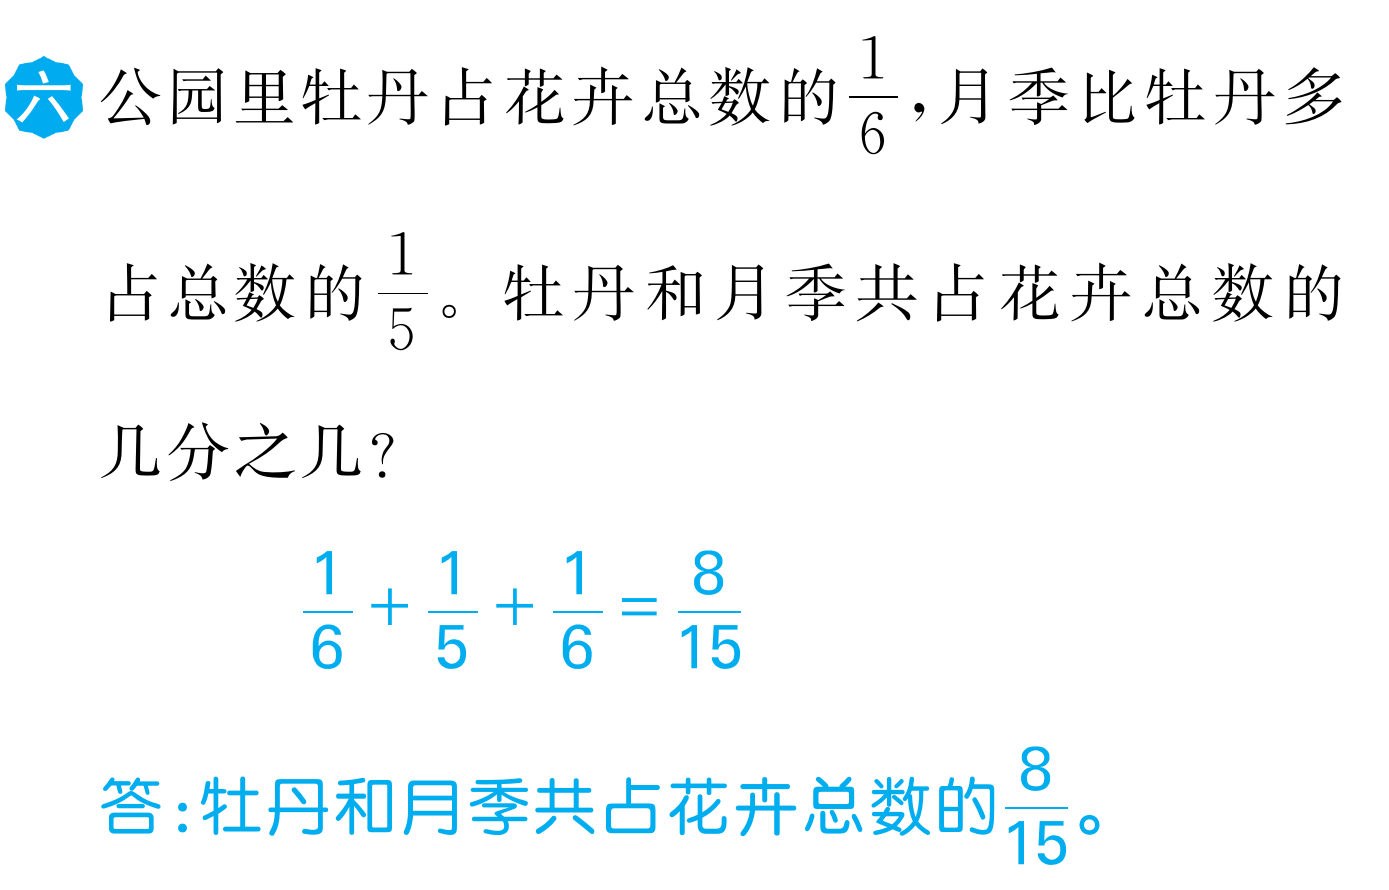 六 公园里牡丹占花卉总数的1/6,月季比牡丹多
占总数的1/5。牡丹和月季共占花卉总数的
几分之几?
1/6+1/5+1/6=8/15
答:牡丹和月季共占花卉总数的8/15。